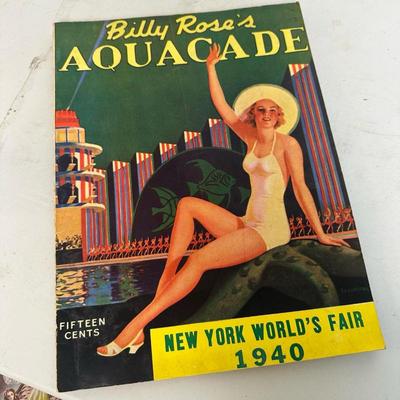 Billy Rose's
AQUACADE
FIFTEEN
CENTS
NEW YORK WORLD'S FAIR
1940